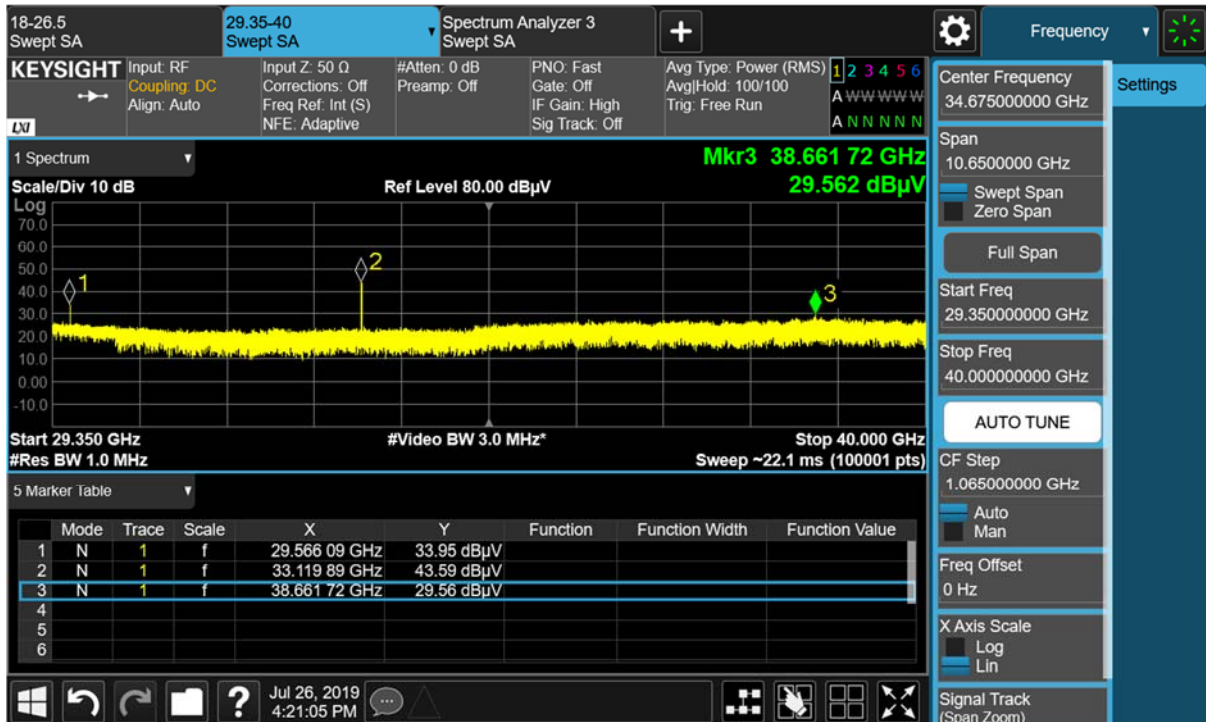 18-26.5
Swept SA
29.35-40
Swept SA
Spectrum Analyzer 3
Swept SA
Frequency
KEYSIGHT
LXI
Input: RF
Coupling: DC
Align: Auto
Input Z: 50 Ω
Corrections: Off
Freq Ref: Int (S)
NFE: Adaptive
#Atten: 0 dB
Preamp: Off
PNO: Fast
Gate: Off
IF Gain: High
Sig Track: Off
Avg Type: Power (RMS)
Avg|Hold: 100/100
Trig: Free Run
1 2 3 4 5 6
A W W W W W
A N N N N N
1 Spectrum
Mkr3 38.661 72 GHz
29.562 dBµV
Scale/Div 10 dB
Ref Level 80.00 dBµV
Log
70.0
60.0
50.0
40.0
30.0
20.0
10.0
0.00
-10.0
1
2
3
Start 29.350 GHz
#Video BW 3.0 MHz*
Stop 40.000 GHz
#Res BW 1.0 MHz
Sweep ~22.1 ms (100001 pts)
5 Marker Table
Mode Trace Scale X Y Function Function Width Function Value
1 N 1 f 29.566 09 GHz 33.95 dBµV
2 N 1 f 33.119 89 GHz 43.59 dBµV
3 N 1 f 38.661 72 GHz 29.56 dBµV
4
5
6
?
Jul 26, 2019
4:21:05 PM
Settings
Center Frequency
34.675000000 GHz
Span
10.6500000 GHz
Swept Span
Zero Span
Full Span
Start Freq
29.350000000 GHz
Stop Freq
40.000000000 GHz
AUTO TUNE
CF Step
1.065000000 GHz
Auto
Man
Freq Offset
0 Hz
X Axis Scale
Log
Lin
Signal Track
(Span Zoom)